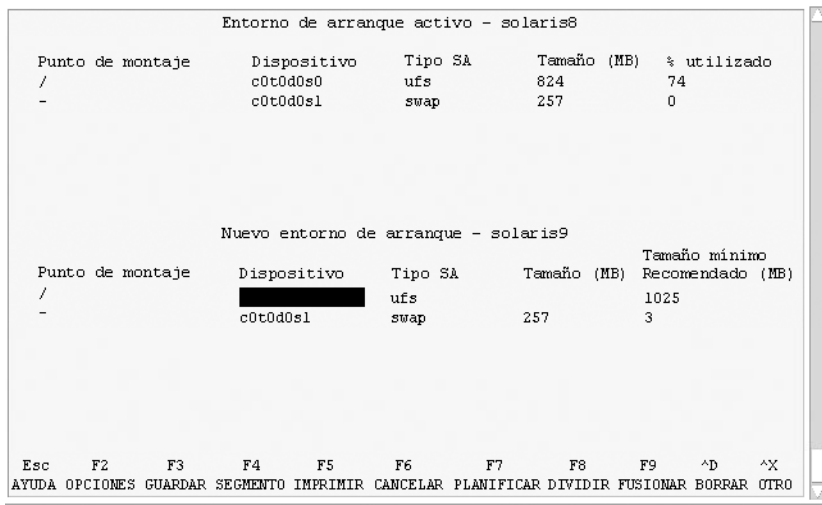 Entorno de arranque activo - solaris8
Punto de montaje Dispositivo Tipo SA Tamaño (MB) % utilizado
/ c0t0d0s0 ufs 824 74
- c0t0d0s1 swap 257 0
Nuevo entorno de arranque - solaris9
Tamaño mínimo
Punto de montaje Dispositivo Tipo SA Tamaño (MB) Recomendado (MB)
/ ufs 1025
- c0t0d0s1 swap 257 3
Esc F2 F3 F4 F5 F6 F7 F8 F9 ^D ^X
AYUDA OPCIONES GUARDAR SEGMENTO IMPRIMIR CANCELAR PLANIFICAR DIVIDIR FUSIONAR BORRAR OTRO